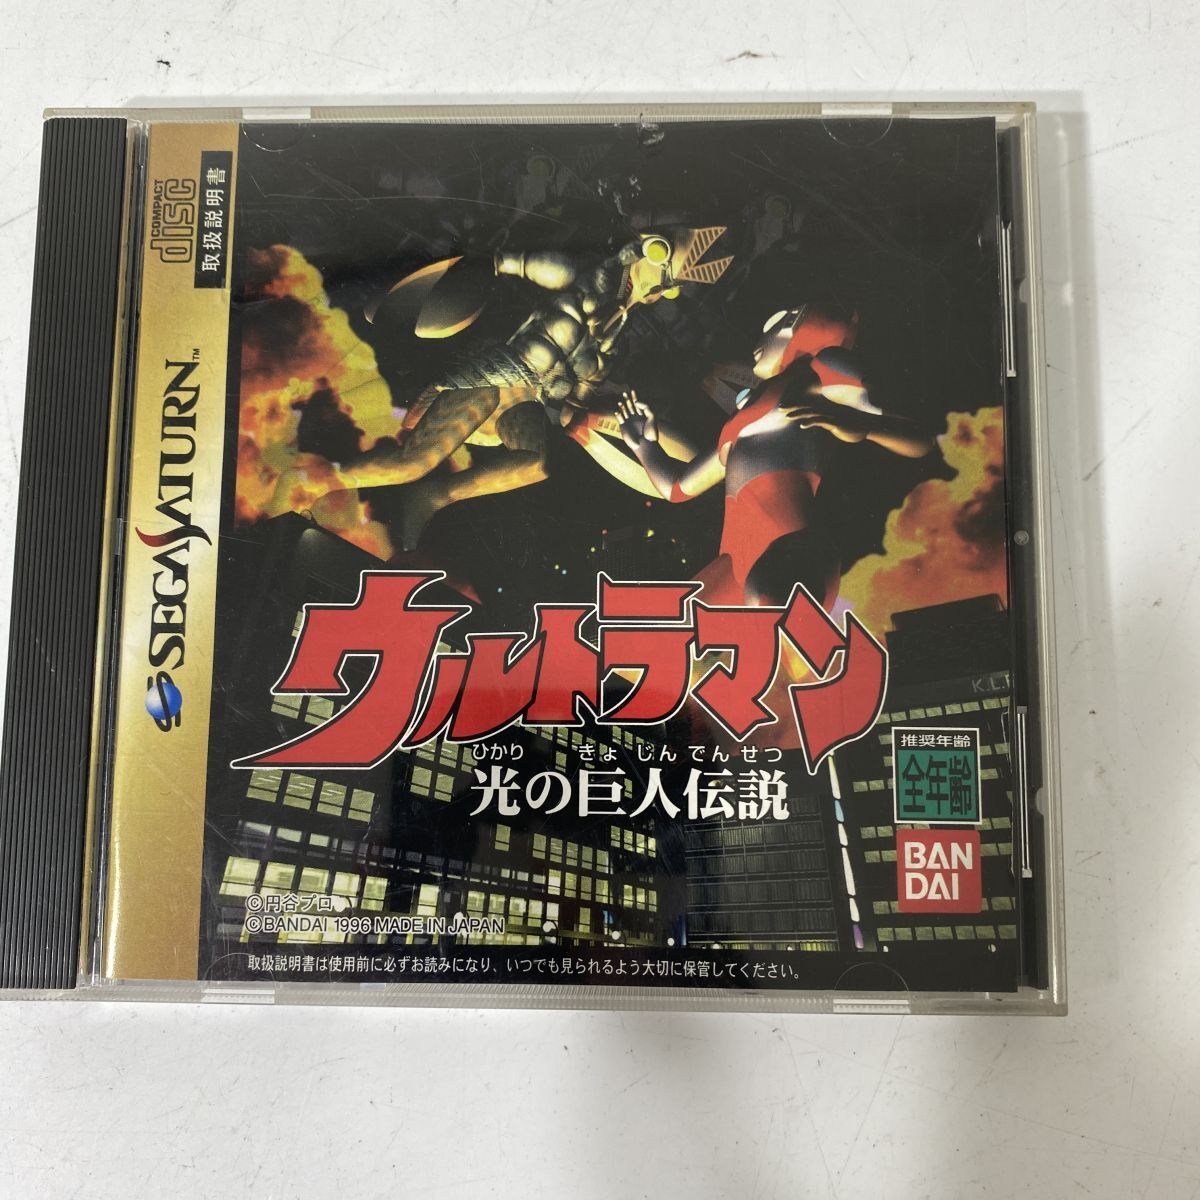 COMPACT
disc
取扱説明書
SEGA SATURN™
ウルトラマン
ひかり きょ じん でん せつ
光の巨人伝説
推奨年齢
全年齢
BAN
DAI
©円谷プロ
©BANDAI 1996 MADE IN JAPAN
取扱説明書は使用前に必ずお読みになり、いつでも見られるよう大切に保管してください。